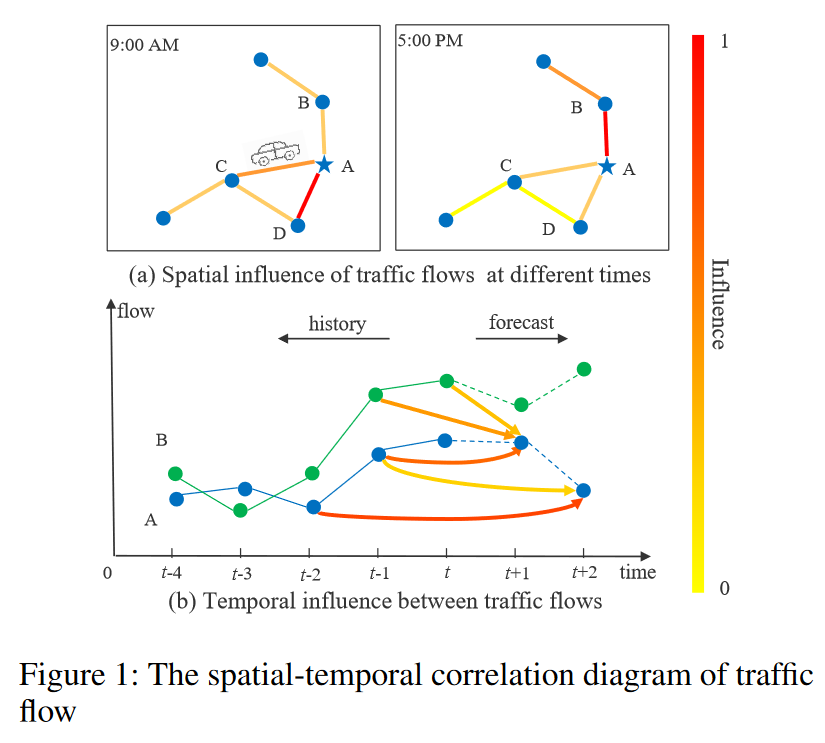 9:00 AM
B
C
A
D
5:00 PM
B
C
A
D
1
Influence
0
(a) Spatial influence of traffic flows at different times
flow
history
forecast
B
A
0
t-4
t-3
t-2
t-1
t
t+1
t+2
time
(b) Temporal influence between traffic flows
Figure 1: The spatial-temporal correlation diagram of traffic
flow